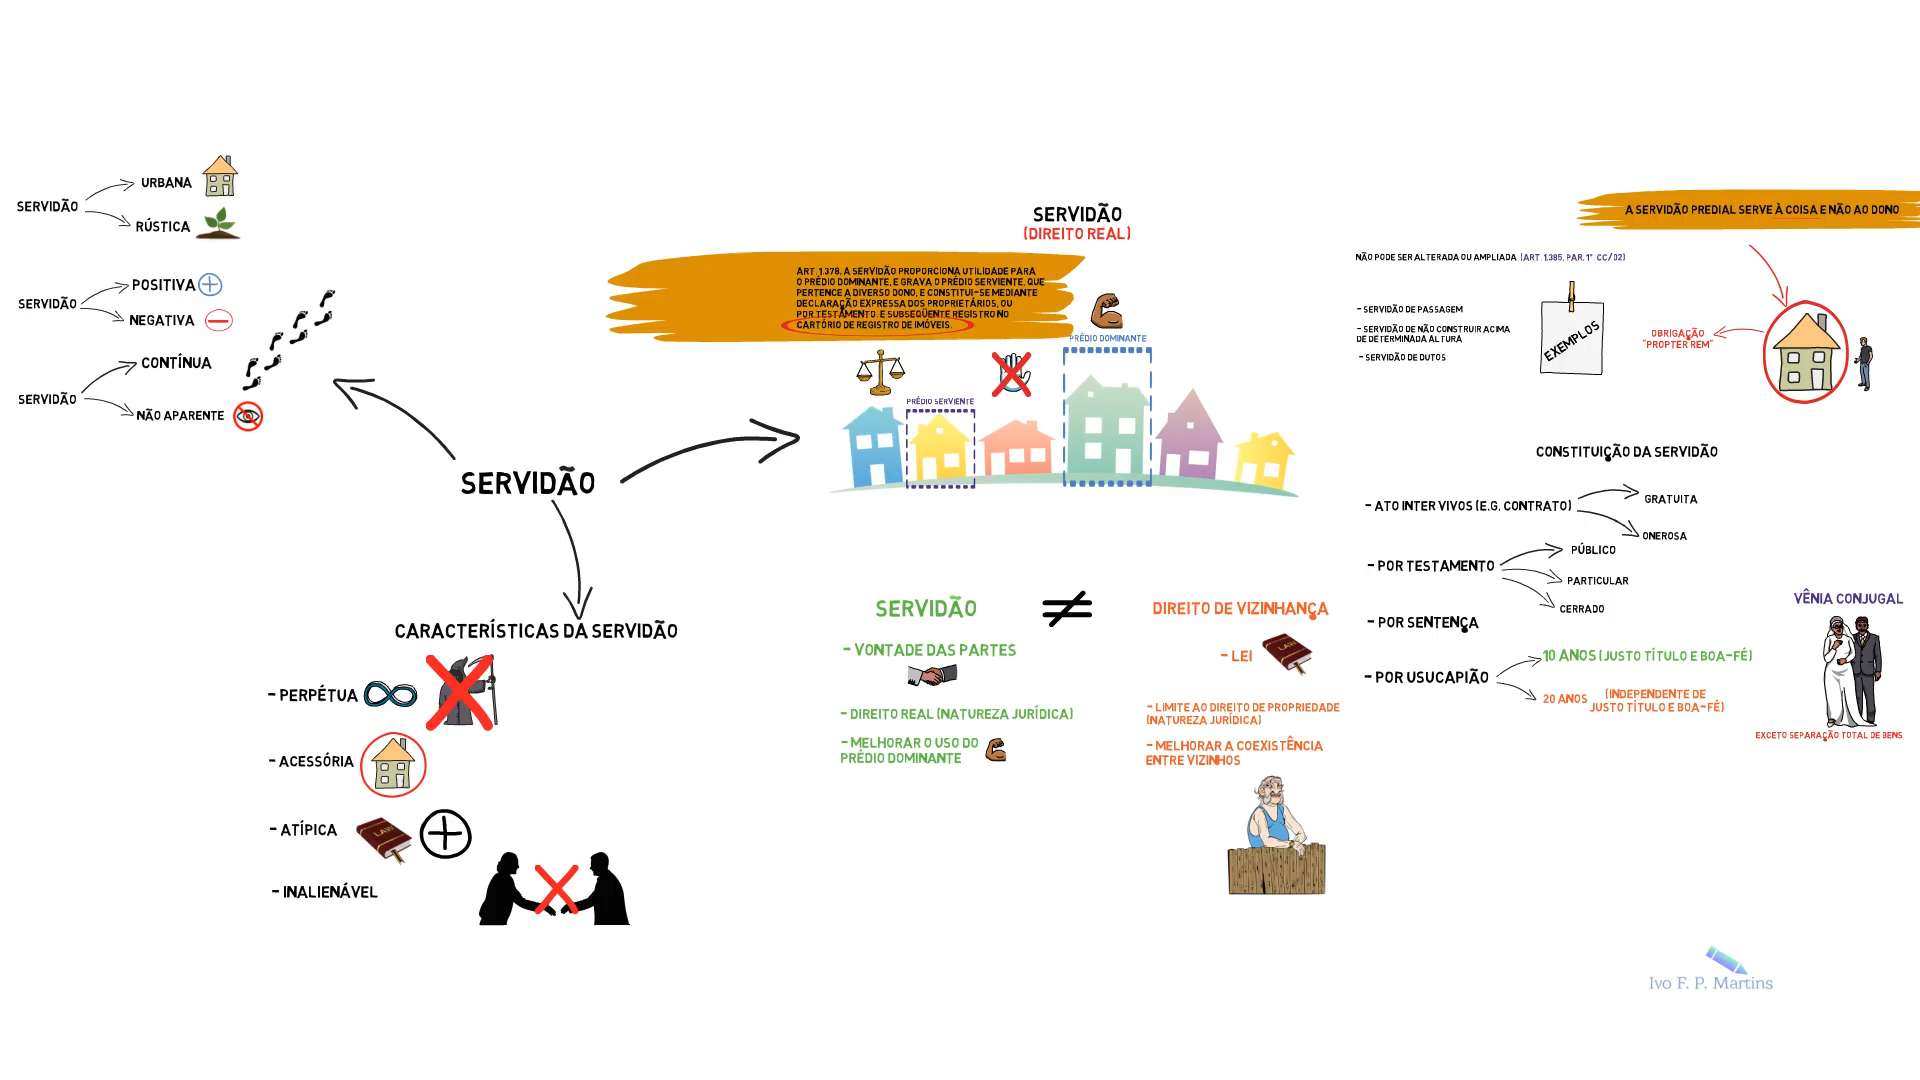 SERVIDÃO
URBANA
RÚSTICA
SERVIDÃO
POSITIVA
NEGATIVA
SERVIDÃO
CONTÍNUA
NÃO APARENTE
SERVIDÃO
CARACTERÍSTICAS DA SERVIDÃO
- PERPÉTUA
- ACESSÓRIA
- ATÍPICA
LAW
- INALIENÁVEL
SERVIDÃO
(DIREITO REAL)
ART. 1.378. A SERVIDÃO PROPORCIONA UTILIDADE PARA
O PRÉDIO DOMINANTE, E GRAVA O PRÉDIO SERVIENTE, QUE
PERTENCE A DIVERSO DONO, E CONSTITUI-SE MEDIANTE
DECLARAÇÃO EXPRESSA DOS PROPRIETÁRIOS, OU
POR TESTAMENTO, E SUBSEQÜENTE REGISTRO NO
CARTÓRIO DE REGISTRO DE IMÓVEIS.
PRÉDIO DOMINANTE
PRÉDIO SERVIENTE
SERVIDÃO
- VONTADE DAS PARTES
- DIREITO REAL (NATUREZA JURÍDICA)
- MELHORAR O USO DO
PRÉDIO DOMINANTE
≠
DIREITO DE VIZINHANÇA
- LEI
LAW
- LIMITE AO DIREITO DE PROPRIEDADE
(NATUREZA JURÍDICA)
- MELHORAR A COEXISTÊNCIA
ENTRE VIZINHOS
A SERVIDÃO PREDIAL SERVE À COISA E NÃO AO DONO
NÃO PODE SER ALTERADA OU AMPLIADA (ART. 1.385, PAR. 1°. CC/02)
- SERVIDÃO DE PASSAGEM
- SERVIDÃO DE NÃO CONSTRUIR ACIMA
DE DETERMINADA ALTURA
- SERVIDÃO DE DUTOS
EXEMPLOS
OBRIGAÇÃO
"PROPTER REM"
CONSTITUIÇÃO DA SERVIDÃO
- ATO INTER VIVOS (E.G. CONTRATO)
GRATUITA
ONEROSA
- POR TESTAMENTO
PÚBLICO
PARTICULAR
CERRADO
- POR SENTENÇA
- POR USUCAPIÃO
10 ANOS (JUSTO TÍTULO E BOA-FÉ)
20 ANOS (INDEPENDENTE DE
JUSTO TÍTULO E BOA-FÉ)
VÊNIA CONJUGAL
EXCETO SEPARAÇÃO TOTAL DE BENS
Ivo F. P. Martins